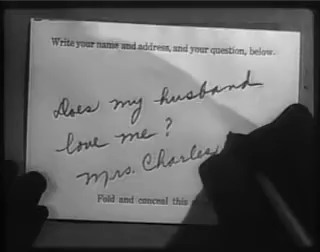 Write your name and address, and your question, below.
Does my husband
love me?
Mrs. Charles
Fold and conceal this